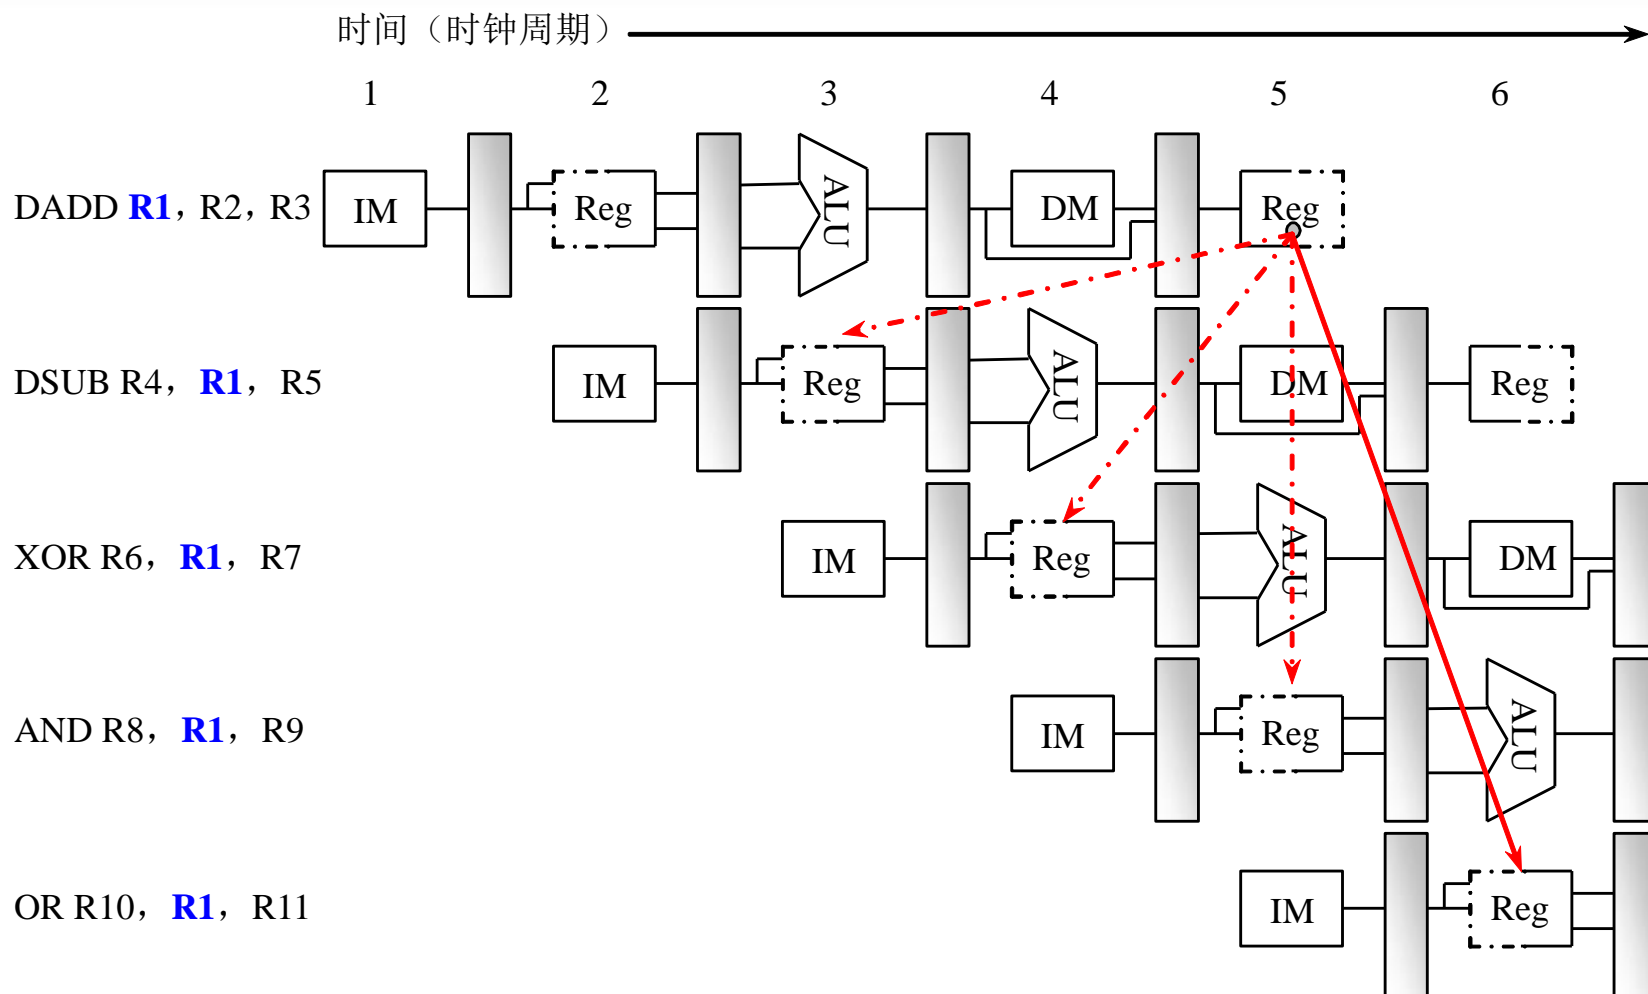 时间（时钟周期）
1 2 3 4 5 6
DADD R1，R2，R3 IM Reg ALU DM Reg
DSUB R4，R1，R5 IM Reg ALU DM Reg
XOR R6，R1，R7 IM Reg ALU DM
AND R8，R1，R9 IM Reg ALU
OR R10，R1，R11 IM Reg